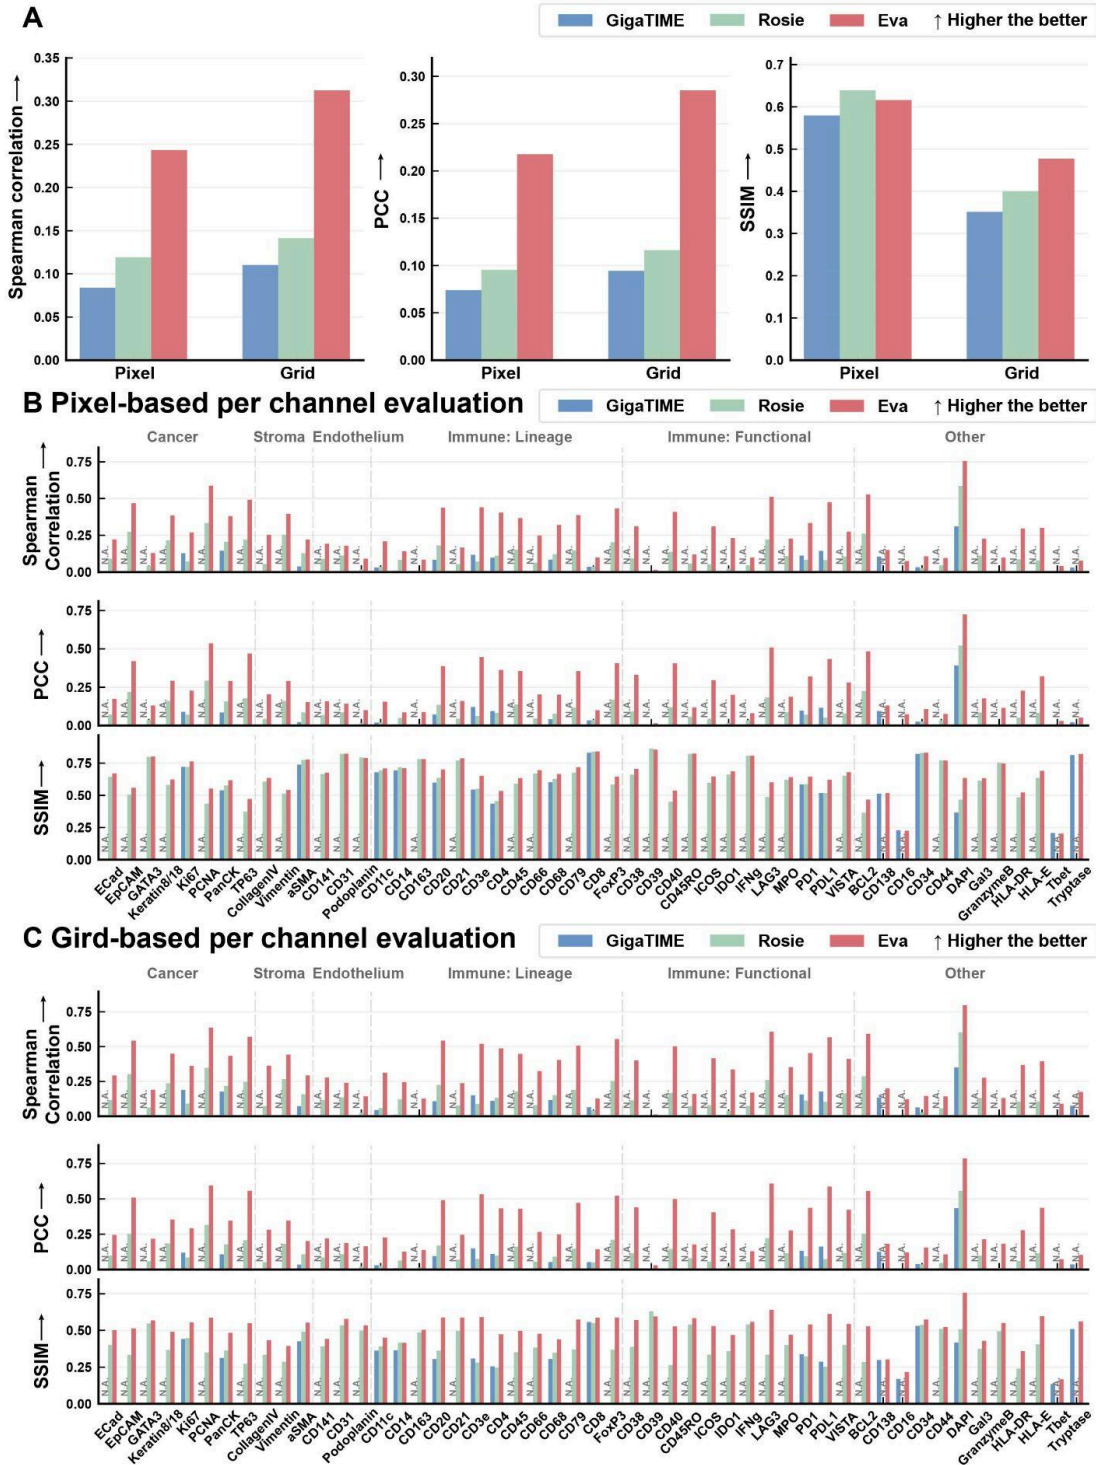 A
GigaTIME Rosie Eva ↑ Higher the better
Spearman correlation →
0.35
0.30
0.25
0.20
0.15
0.10
0.05
0.00
Pixel Grid
PCC →
0.30
0.25
0.20
0.15
0.10
0.05
0.00
Pixel Grid
SSIM →
0.7
0.6
0.5
0.4
0.3
0.2
0.1
0.0
Pixel Grid
B Pixel-based per channel evaluation
GigaTIME Rosie Eva ↑ Higher the better
Cancer Stroma Endothelium Immune: Lineage Immune: Functional Other
Spearman
Correlation →
0.75
0.50
0.25
0.00
PCC →
0.75
0.50
0.25
0.00
SSIM →
0.75
0.50
0.25
0.00
N.A.
ECad EpCAM GATA3 Keratin8/18 Ki67 PCNA PanCK TP63 CollagenIV Vimentin aSMA CD141 CD31 Podoplanin CD11c CD14 CD163 CD20 CD21 CD3e CD4 CD45 CD66 CD68 CD79 CD8 FoxP3 CD38 CD39 CD40 CD45RO ICOS IDO1 IFNg LAG3 MPO PD1 PDL1 VISTA BCL2 CD138 CD16 CD34 CD44 DAPI Gal3 GranzymeB HLA-DR HLA-E Tbet Tryptase
C Gird-based per channel evaluation
GigaTIME Rosie Eva ↑ Higher the better
Cancer Stroma Endothelium Immune: Lineage Immune: Functional Other
Spearman
Correlation →
0.75
0.50
0.25
0.00
PCC →
0.75
0.50
0.25
0.00
SSIM →
0.50
0.25
0.00
N.A.
ECad EpCAM GATA3 Keratin8/18 Ki67 PCNA PanCK TP63 CollagenIV Vimentin aSMA CD141 CD31 Podoplanin CD11c CD14 CD163 CD20 CD21 CD3e CD4 CD45 CD66 CD68 CD79 CD8 FoxP3 CD38 CD39 CD40 CD45RO ICOS IDO1 IFNg LAG3 MPO PD1 PDL1 VISTA BCL2 CD138 CD16 CD34 CD44 DAPI Gal3 GranzymeB HLA-DR HLA-E Tbet Tryptase